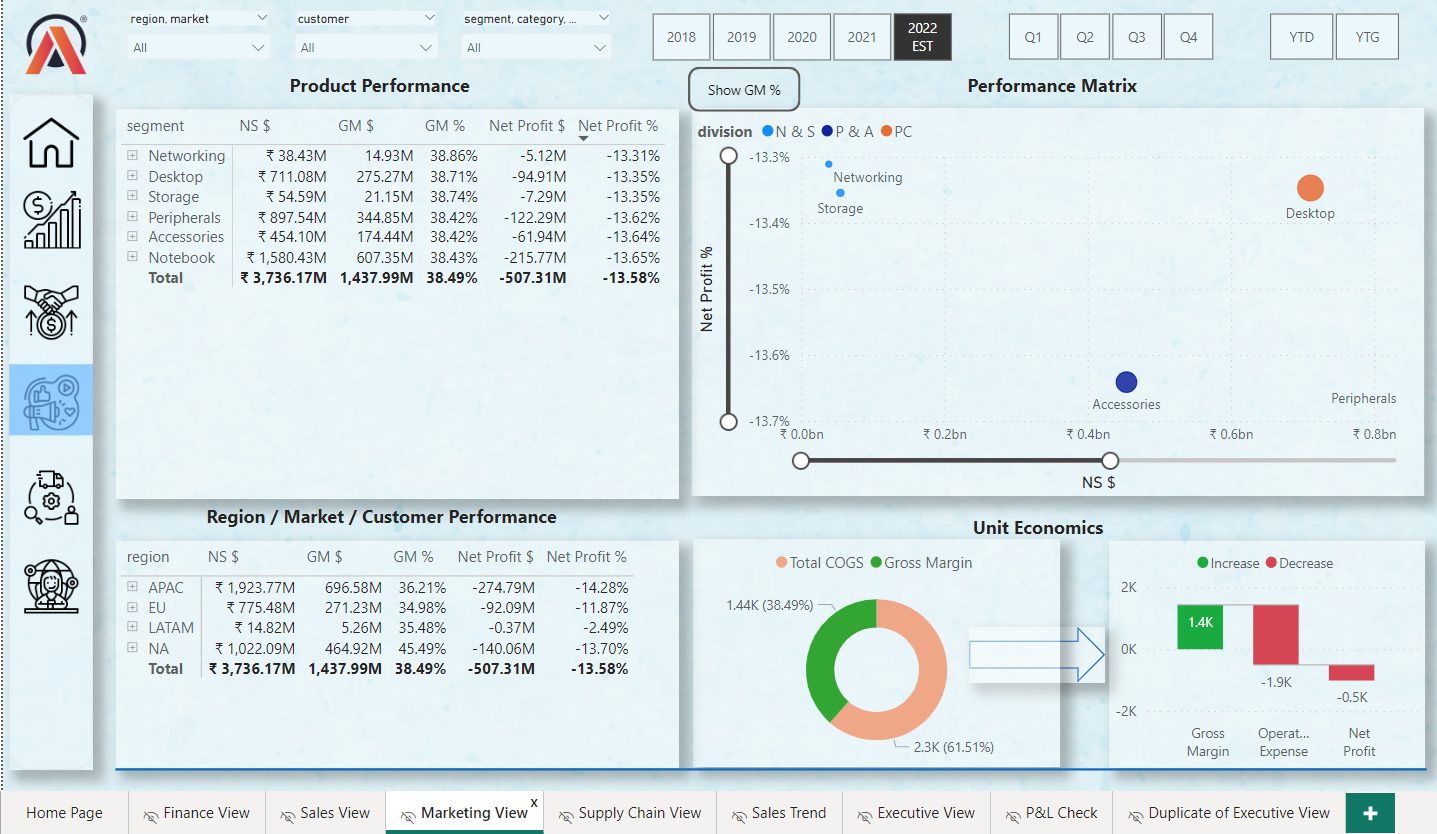 region, market customer segment, category, ...
All All All
2018 2019 2020 2021 2022 EST Q1 Q2 Q3 Q4 YTD YTG
Product Performance
segment NS $ GM $ GM % Net Profit $ Net Profit %
Networking ₹ 38.43M 14.93M 38.86% -5.12M -13.31%
Desktop ₹ 711.08M 275.27M 38.71% -94.91M -13.35%
Storage ₹ 54.59M 21.15M 38.74% -7.29M -13.35%
Peripherals ₹ 897.54M 344.85M 38.42% -122.29M -13.62%
Accessories ₹ 454.10M 174.44M 38.42% -61.94M -13.64%
Notebook ₹ 1,580.43M 607.35M 38.43% -215.77M -13.65%
Total ₹ 3,736.17M 1,437.99M 38.49% -507.31M -13.58%
Show GM %
Performance Matrix
division N & S P & A PC
Net Profit %
-13.3%
-13.4%
-13.5%
-13.6%
-13.7%
Networking
Storage
Desktop
Accessories
Peripherals
₹ 0.0bn ₹ 0.2bn ₹ 0.4bn ₹ 0.6bn ₹ 0.8bn
NS $
Region / Market / Customer Performance
region NS $ GM $ GM % Net Profit $ Net Profit %
APAC ₹ 1,923.77M 696.58M 36.21% -274.79M -14.28%
EU ₹ 775.48M 271.23M 34.98% -92.09M -11.87%
LATAM ₹ 14.82M 5.26M 35.48% -0.37M -2.49%
NA ₹ 1,022.09M 464.92M 45.49% -140.06M -13.70%
Total ₹ 3,736.17M 1,437.99M 38.49% -507.31M -13.58%
Unit Economics
Total COGS Gross Margin
1.44K (38.49%)
2.3K (61.51%)
Increase Decrease
2K
0K
-2K
1.4K
-1.9K
-0.5K
Gross Margin
Operat... Expense
Net Profit
Home Page Finance View Sales View Marketing View x Supply Chain View Sales Trend Executive View P&L Check Duplicate of Executive View +